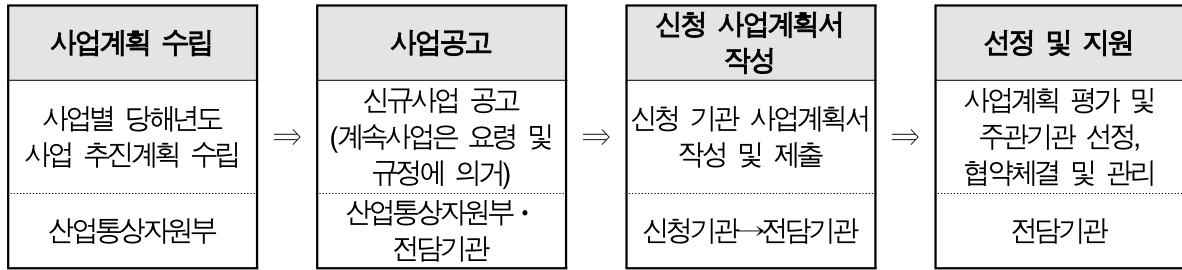 사업계획 수립
사업별 당해년도
사업 추진계획 수립
산업통상자원부
⇒
사업공고
신규사업 공고
(계속사업은 요령 및
규정에 의거)
산업통상자원부・
전담기관
⇒
신청 사업계획서
작성
신청 기관 사업계획서
작성 및 제출
신청기관→전담기관
⇒
선정 및 지원
사업계획 평가 및
주관기관 선정,
협약체결 및 관리
전담기관